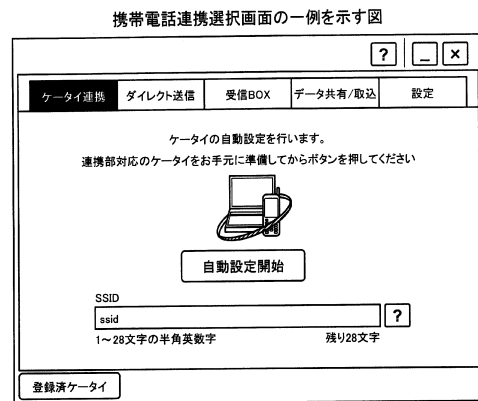 携帯電話連携選択画面の一例を示す図
? _ ×
ケータイ連携 ダイレクト送信 受信BOX データ共有/取込 設定
ケータイの自動設定を行います。
連携部対応のケータイをお手元に準備してからボタンを押してください
自動設定開始
SSID
ssid ?
1～28文字の半角英数字 残り28文字
登録済ケータイ